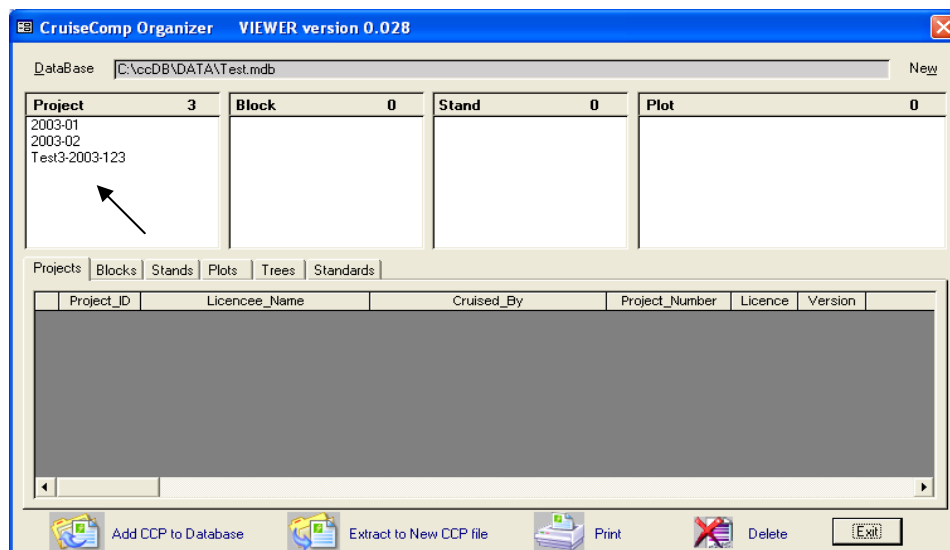 CruiseComp Organizer VIEWER version 0.028
DataBase C:\ccDB\DATA\Test.mdb New
Project 3 Block 0 Stand 0 Plot 0
2003-01
2003-02
Test3-2003-123
Projects Blocks Stands Plots Trees Standards
Project_ID Licencee_Name Cruised_By Project_Number Licence Version
Add CCP to Database Extract to New CCP file Print Delete Exit